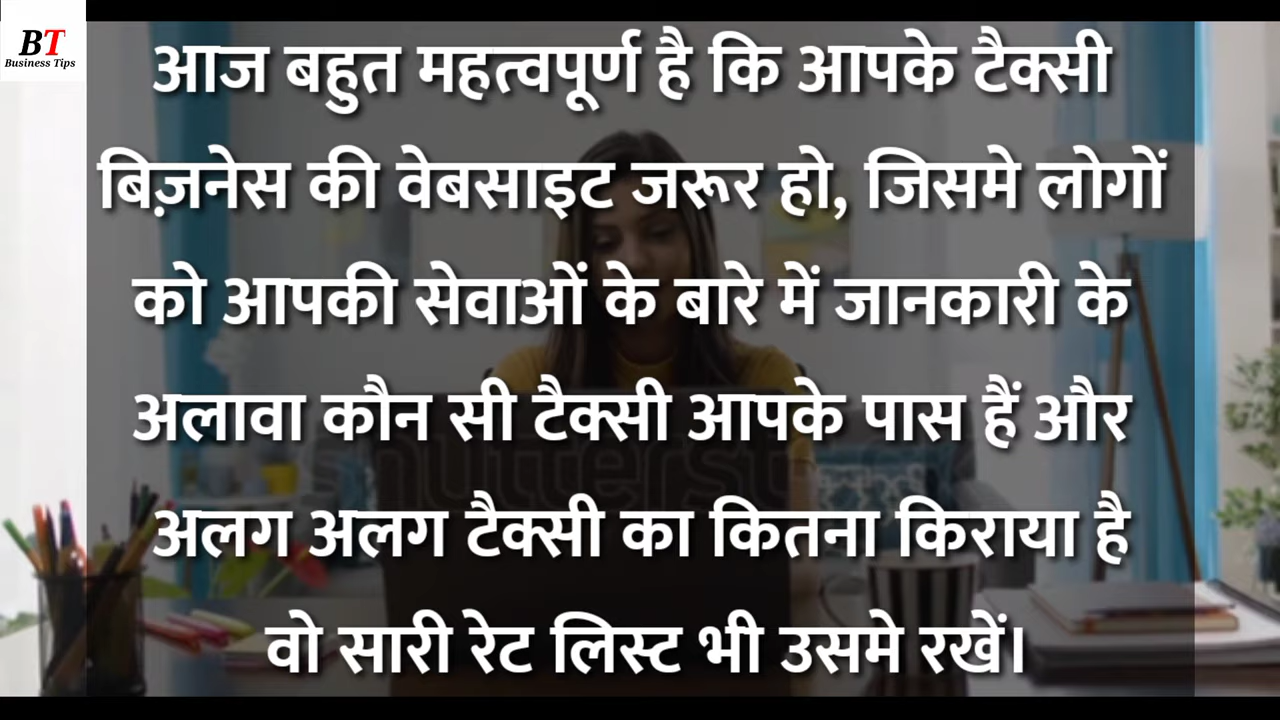 BT
Business Tips
आज बहुत महत्वपूर्ण है कि आपके टैक्सी
बिज़नेस की वेबसाइट जरूर हो, जिसमे लोगों
को आपकी सेवाओं के बारे में जानकारी के
अलावा कौन सी टैक्सी आपके पास हैं और
अलग अलग टैक्सी का कितना किराया है
वो सारी रेट लिस्ट भी उसमे रखें।